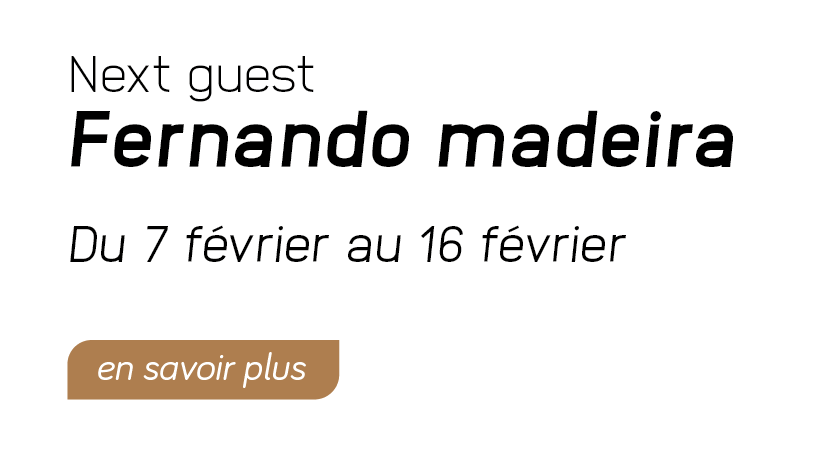 Next guest
Fernando madeira
Du 7 février au 16 février
en savoir plus